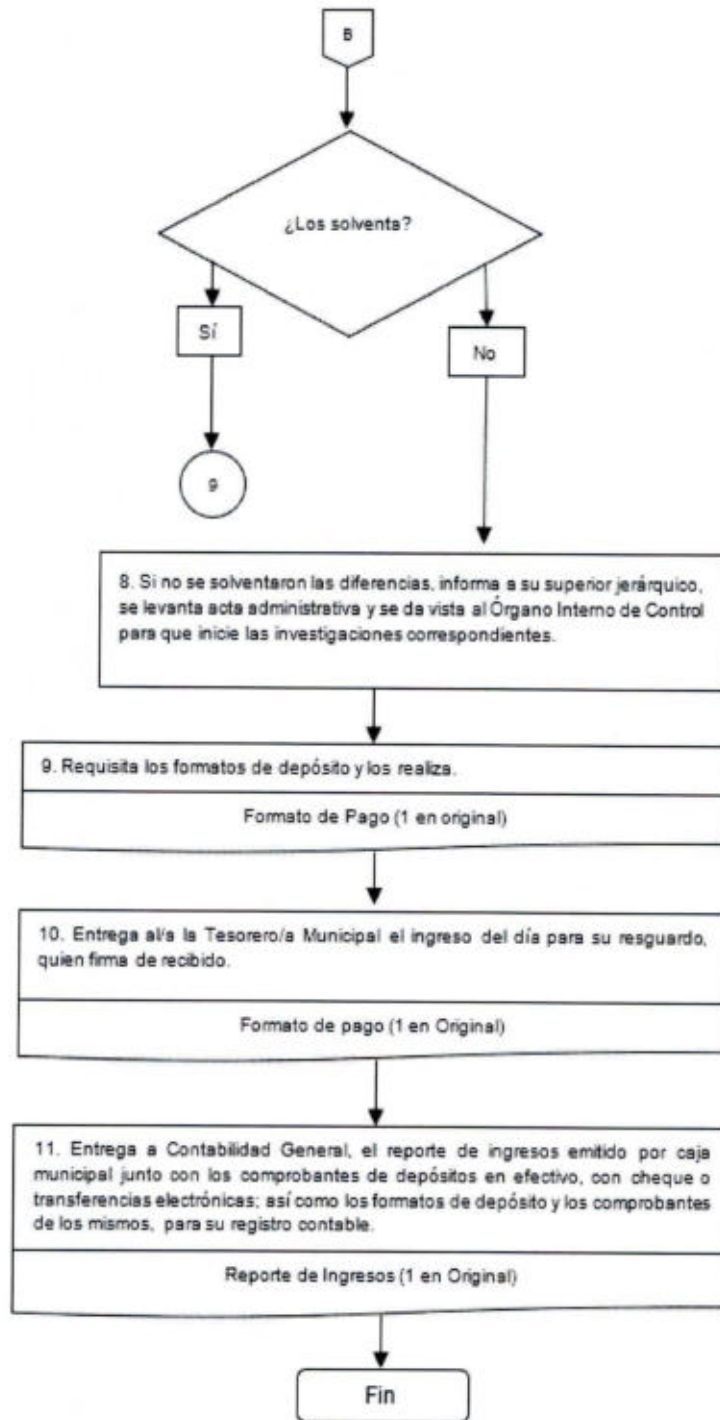 B
¿Los solventa?
Sí
No
9
8. Si no se solventaron las diferencias, informa a su superior jerárquico,
se levanta acta administrativa y se da vista al Órgano Interno de Control
para que inicie las investigaciones correspondientes.
9. Requisita los formatos de depósito y los realiza.
Formato de Pago (1 en original)
10. Entrega al/a la Tesorero/a Municipal el ingreso del día para su resguardo,
quien firma de recibido.
Formato de pago (1 en Original)
11. Entrega a Contabilidad General, el reporte de ingresos emitido por caja
municipal junto con los comprobantes de depósitos en efectivo, con cheque o
transferencias electrónicas; así como los formatos de depósito y los comprobantes
de los mismos, para su registro contable.
Reporte de Ingresos (1 en Original)
Fin